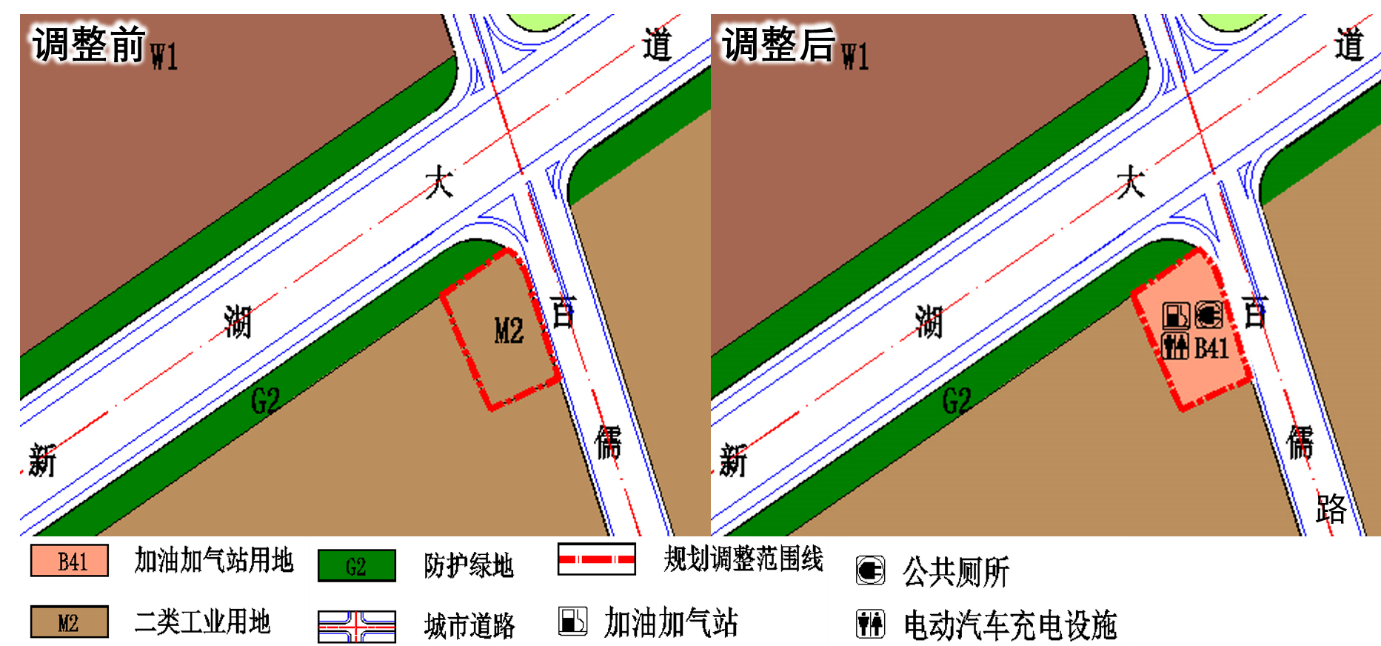 调整前
W1
道
大
湖
新
G2
M2
百
儒
调整后
W1
道
大
湖
新
G2
B41
百
儒
路
B41 加油加气站用地
G2 防护绿地
规划调整范围线
公共厕所
M2 二类工业用地
城市道路
加油加气站
电动汽车充电设施